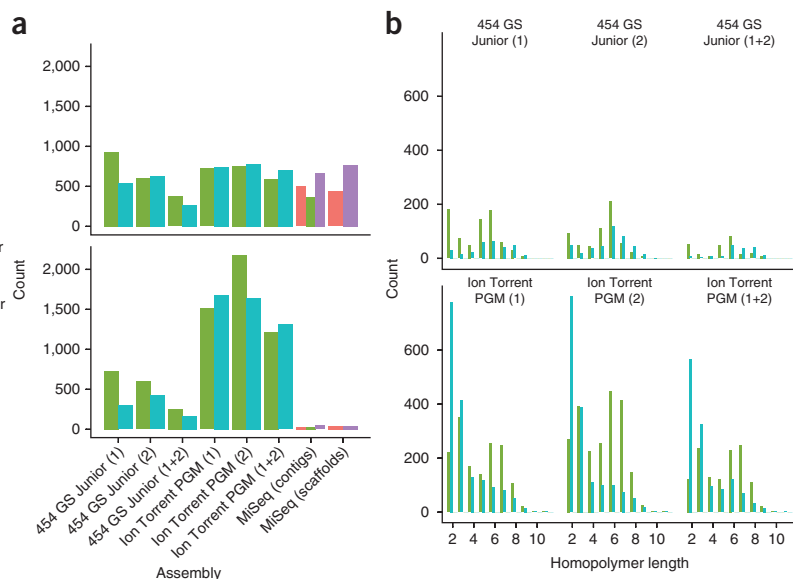 a
2,000
1,500
1,000
500
0
2,000
1,500
1,000
500
0
Count
454 GS Junior (1)
454 GS Junior (2)
454 GS Junior (1+2)
Ion Torrent PGM (1)
Ion Torrent PGM (2)
Ion Torrent PGM (1+2)
MiSeq (contigs)
MiSeq (scaffolds)
Assembly
r
r
b
454 GS
Junior (1)
454 GS
Junior (2)
454 GS
Junior (1+2)
600
400
200
0
Ion Torrent
PGM (1)
Ion Torrent
PGM (2)
Ion Torrent
PGM (1+2)
600
400
200
0
Count
2 4 6 8 10
2 4 6 8 10
2 4 6 8 10
Homopolymer length